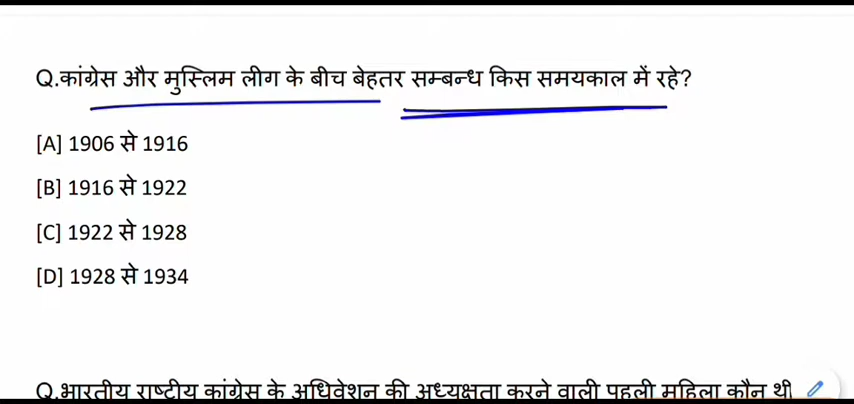 Q.कांग्रेस और मुस्लिम लीग के बीच बेहतर सम्बन्ध किस समयकाल में रहे?
[A] 1906 से 1916
[B] 1916 से 1922
[C] 1922 से 1928
[D] 1928 से 1934
Q.भारतीय राष्ट्रीय कांग्रेस के अधिवेशन की अध्यक्षता करने वाली पहली महिला कौन थी